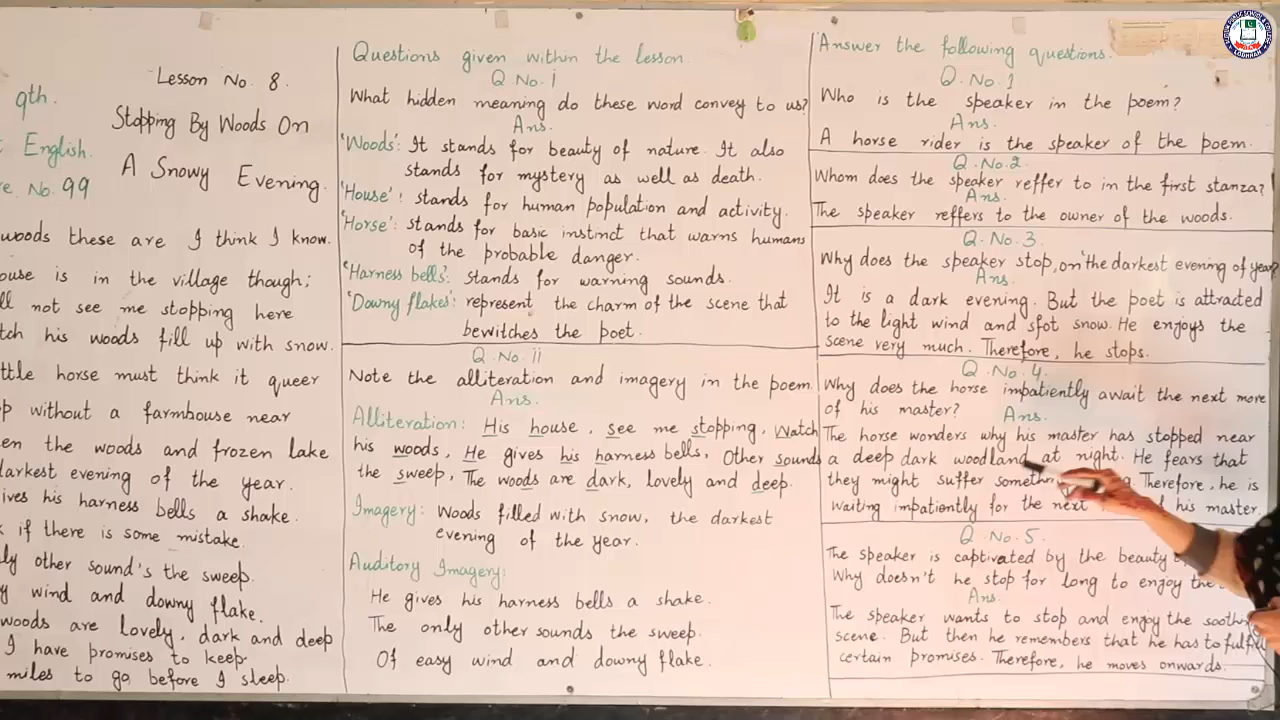 Lesson No. 8.
9th.
Stopping By Woods On
English.
A Snowy Evening.
No. 99
woods these are I think I know.
ouse is in the village though;
ll not see me stopping here
tch his woods fill up with snow.
ttle horse must think it queer
p without a farmhouse near
en the woods and frozen lake
darkest evening of the year.
ives his harness bells a shake.
k if there is some mistake.
ly other sound's the sweep.
y wind and downy flake.
woods are lovely, dark and deep
I have promises to keep.
miles to go before I sleep.
Questions given within the lesson.
Q. No. i
What hidden meaning do these word convey to us?
Ans.
'Woods': It stands for beauty of nature. It also
stands for mystery as well as death.
'House': stands for human population and activity.
'Horse': stands for basic instinct that warns humans
of the probable danger.
'Harness bells': stands for warning sounds.
'Downy flakes': represent the charm of the scene that
bewitches the poet.
Q. No. ii
Note the alliteration and imagery in the poem.
Ans.
Alliteration: His house, see me stopping, Watch
his woods, He gives his harness bells, Other sounds
the sweep, The woods are dark, lovely and deep.
Imagery: Woods filled with snow, the darkest
evening of the year.
Auditory Imagery:
He gives his harness bells a shake.
The only other sounds the sweep.
Of easy wind and downy flake.
Answer the following questions.
Q. No. 1
Who is the speaker in the poem?
Ans.
A horse rider is the speaker of the poem.
Q. No. 2
Whom does the speaker reffer to in the first stanza?
Ans.
The speaker reffers to the owner of the woods.
Q. No. 3.
Why does the speaker stop, on 'the darkest evening of year?
Ans.
It is a dark evening. But the poet is attracted
to the light wind and sfot snow. He enjoys the
scene very much. Therefore, he stops.
Q. No. 4.
Why does the horse impatiently await the next more
of his master?
Ans.
The horse wonders why his master has stopped near
a deep dark woodland at night. He fears that
they might suffer Therefore, he is
waiting impatiently for the next his master.
Q. No. 5
The speaker is captivated by the beauty
Why doesn't he stop for long to enjoy
Ans.
The speaker wants to stop and enjoy the
scene. But then he remembers that he has to fulfill
certain promises. Therefore, he moves onwards.